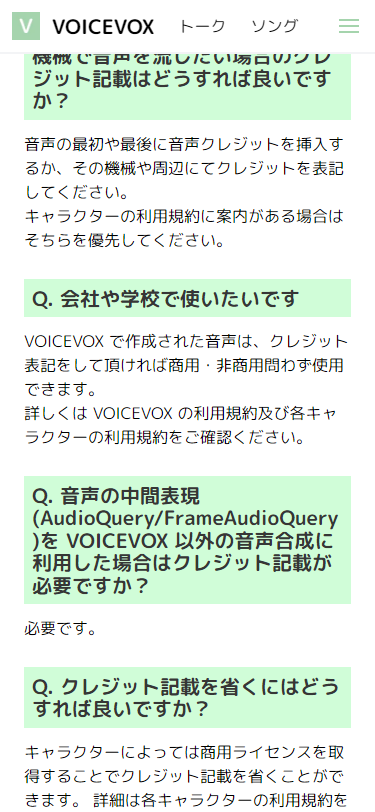 V VOICEVOX トーク ソング
機械で音声を流したい場合のクレ
ジット記載はどうすれば良いです
か？
音声の最初や最後に音声クレジットを挿入す
るか、その機械や周辺にてクレジットを表記
してください。
キャラクターの利用規約に案内がある場合は
そちらを優先してください。
Q. 会社や学校で使いたいです
VOICEVOX で作成された音声は、クレジット
表記をして頂ければ商用・非商用問わず使用
できます。
詳しくは VOICEVOX の利用規約及び各キャ
ラクターの利用規約をご確認ください。
Q. 音声の中間表現
(AudioQuery/FrameAudioQuery
)を VOICEVOX 以外の音声合成に
利用した場合はクレジット記載が
必要ですか？
必要です。
Q. クレジット記載を省くにはどう
すれば良いですか？
キャラクターによっては商用ライセンスを取
得することでクレジット記載を省くことがで
きます。 詳細は各キャラクターの利用規約を